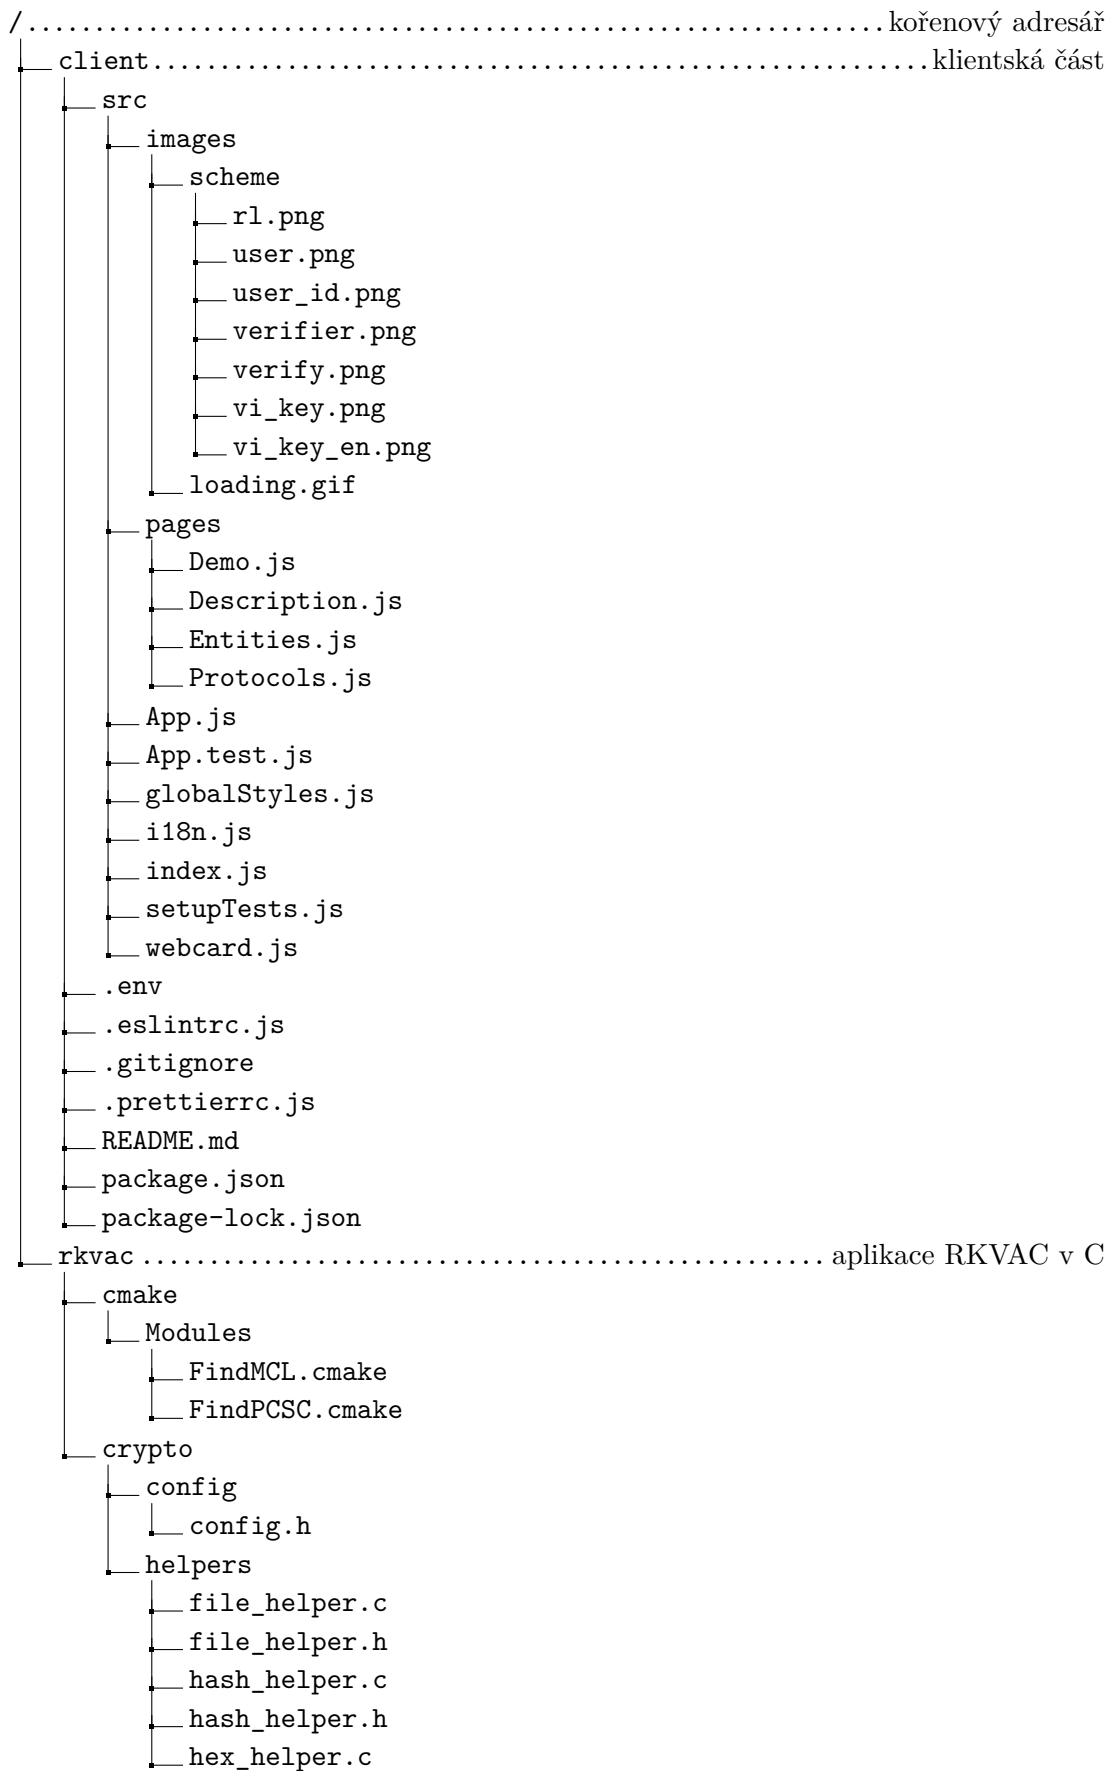 / ........ kořenový adresář
client ........ klientská část
src
images
scheme
rl.png
user.png
user_id.png
verifier.png
verify.png
vi_key.png
vi_key_en.png
loading.gif
pages
Demo.js
Description.js
Entities.js
Protocols.js
App.js
App.test.js
globalStyles.js
i18n.js
index.js
setupTests.js
webcard.js
.env
.eslintrc.js
.gitignore
.prettierrc.js
README.md
package.json
package-lock.json
rkvac ........ aplikace RKVAC v C
cmake
Modules
FindMCL.cmake
FindPCSC.cmake
crypto
config
config.h
helpers
file_helper.c
file_helper.h
hash_helper.c
hash_helper.h
hex_helper.c